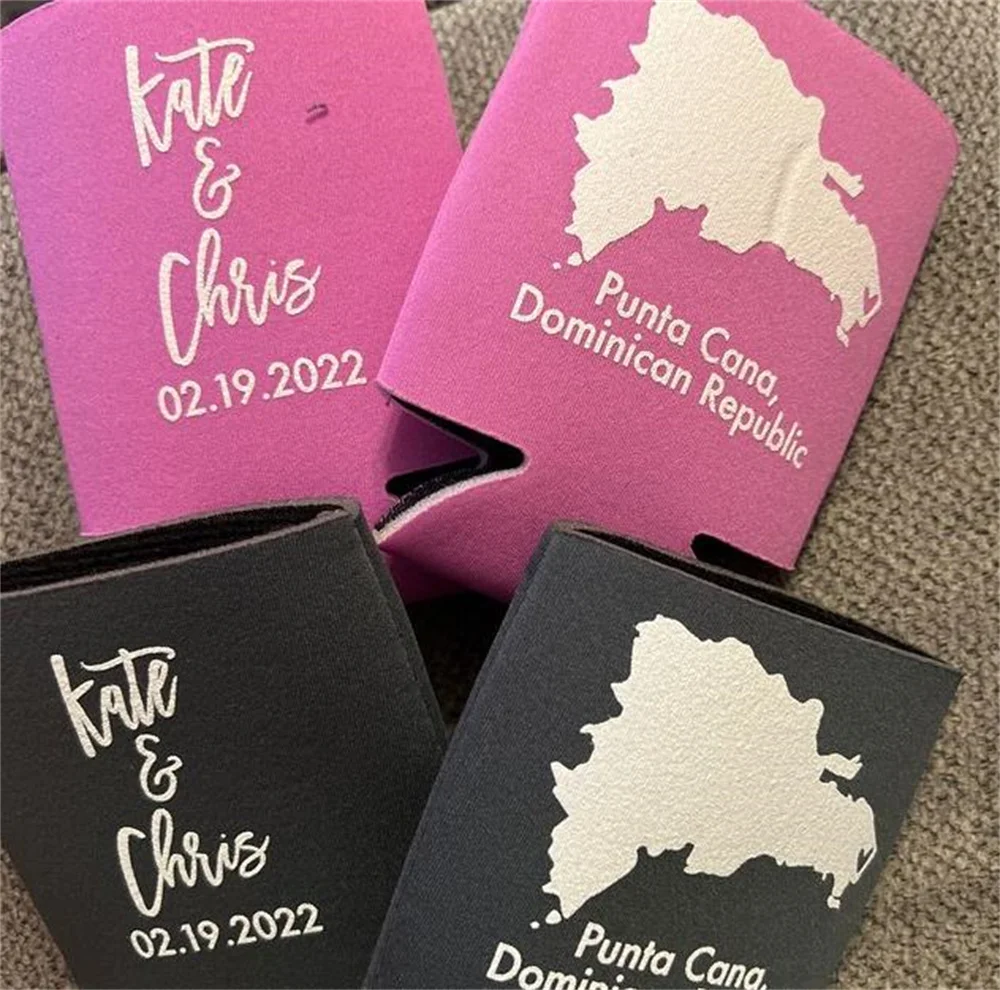 Kate
&
Chris
02.19.2022
Punta Cana,
Dominican Republic
Kate
&
Chris
02.19.2022
Punta Cana,